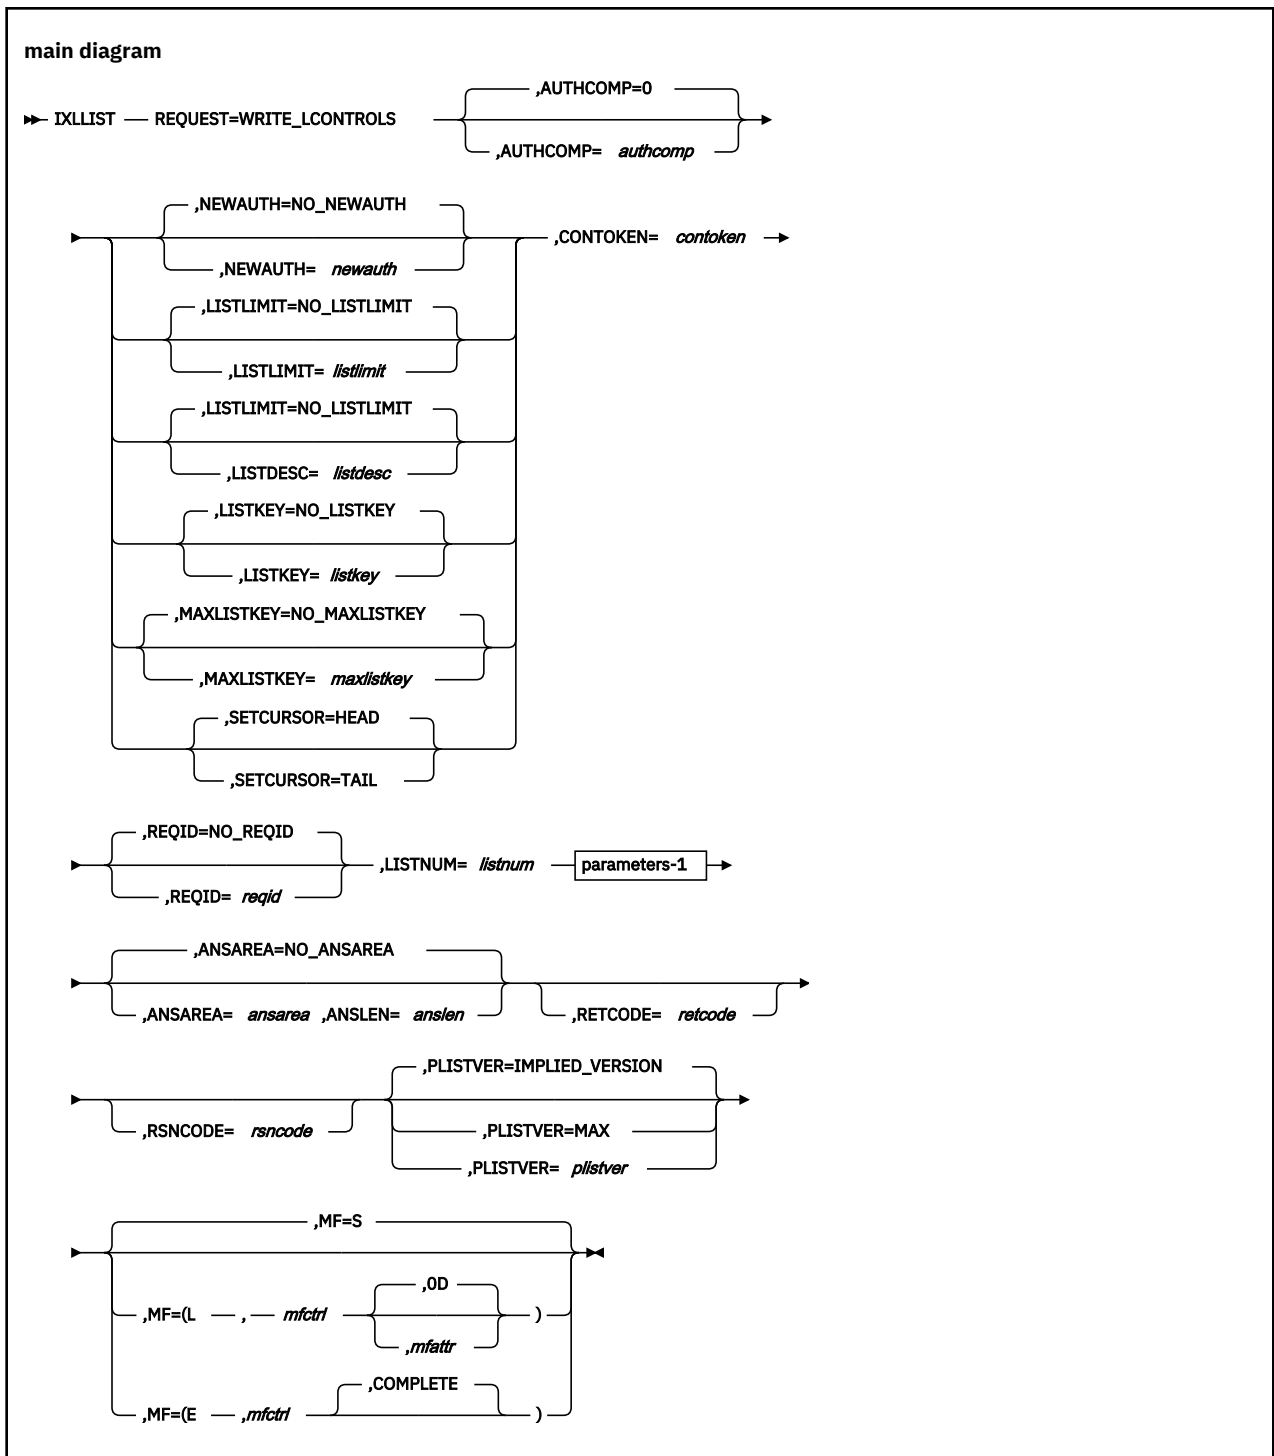 main diagram
,AUTHCOMP=0
IXLLIST REQUEST=WRITE_LCONTROLS
,AUTHCOMP= authcomp
,NEWAUTH=NO_NEWAUTH
,CONTOKEN= contoken
,NEWAUTH= newauth
,LISTLIMIT=NO_LISTLIMIT
,LISTLIMIT= listlimit
,LISTLIMIT=NO_LISTLIMIT
,LISTDESC= listdesc
,LISTKEY=NO_LISTKEY
,LISTKEY= listkey
,MAXLISTKEY=NO_MAXLISTKEY
,MAXLISTKEY= maxlistkey
,SETCURSOR=HEAD
,SETCURSOR=TAIL
,REQID=NO_REQID
,LISTNUM= listnum parameters-1
,REQID= reqid
,ANSAREA=NO_ANSAREA
,ANSAREA= ansarea ,ANSLEN= anslen ,RETCODE= retcode
,PLISTVER=IMPLIED_VERSION
,RSNCODE= rsncode ,PLISTVER=MAX
,PLISTVER= plistver
,MF=S
,0D
,MF=(L , mfctrl )
,mfattr
,COMPLETE
,MF=(E ,mfctrl )